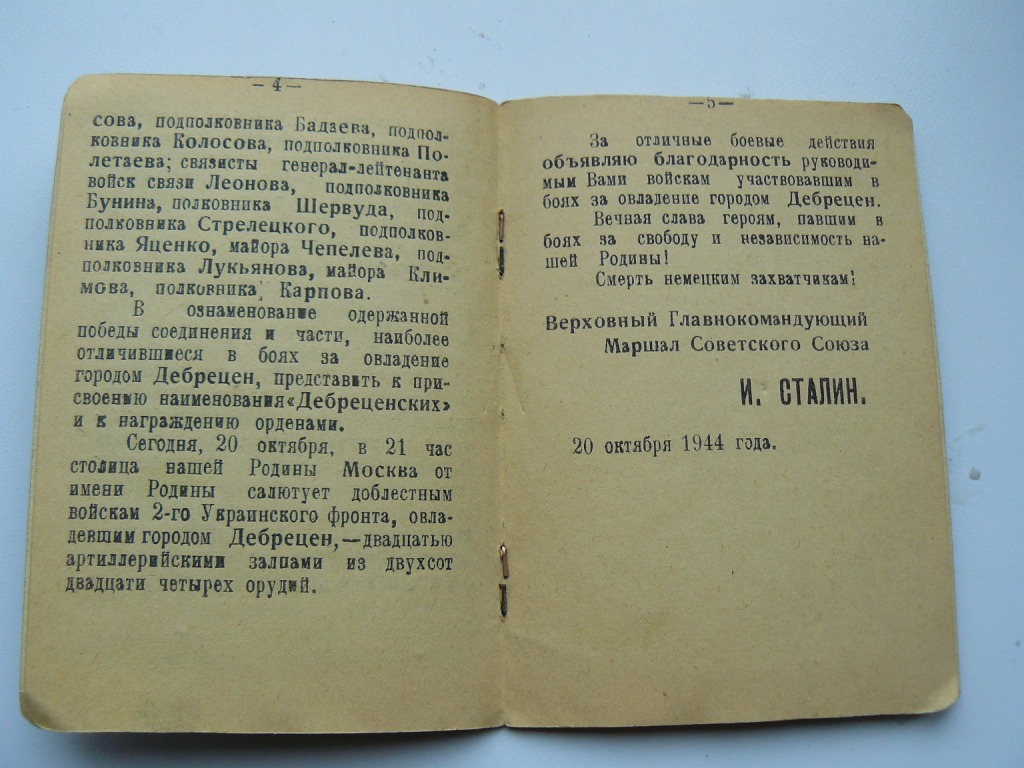 —4—
сова, подполковника Бадаева, подпол-
ковника Колосова, подполковника По-
летаева; связисты генерал-лейтенанта
войск связи Леонова, подполковника
Бунина, полковника Шервуда, под-
полковника Стрелецкого, подполков-
ника Яценко, майора Чепелева, под-
полковника Лукьянова, майора Кли-
мова, полковника Карпова.
В ознаменование одержанной
победы соединения и части, наиболее
отличившиеся в боях за овладение
городом Дебрецен, представить к при-
своению наименования «Дебреценских»
и к награждению орденами.
Сегодня, 20 октября, в 21 час
столица нашей Родины Москва от
имени Родины салютует доблестным
войскам 2-го Украинского фронта, овла-
девшим городом Дебрецен,—двадцатью
артиллерийскими залпами из двухсот
двадцати четырех орудий.
—5—
За отличные боевые действия
объявляю благодарность руководи-
мым Вами войскам участвовавшим в
боях за овладение городом Дебрецен.
Вечная слава героям, павшим в
боях за свободу и независимость на-
шей Родины!
Смерть немецким захватчикам!
Верховный Главнокомандующий
Маршал Советского Союза
И. СТАЛИН.
20 октября 1944 года.